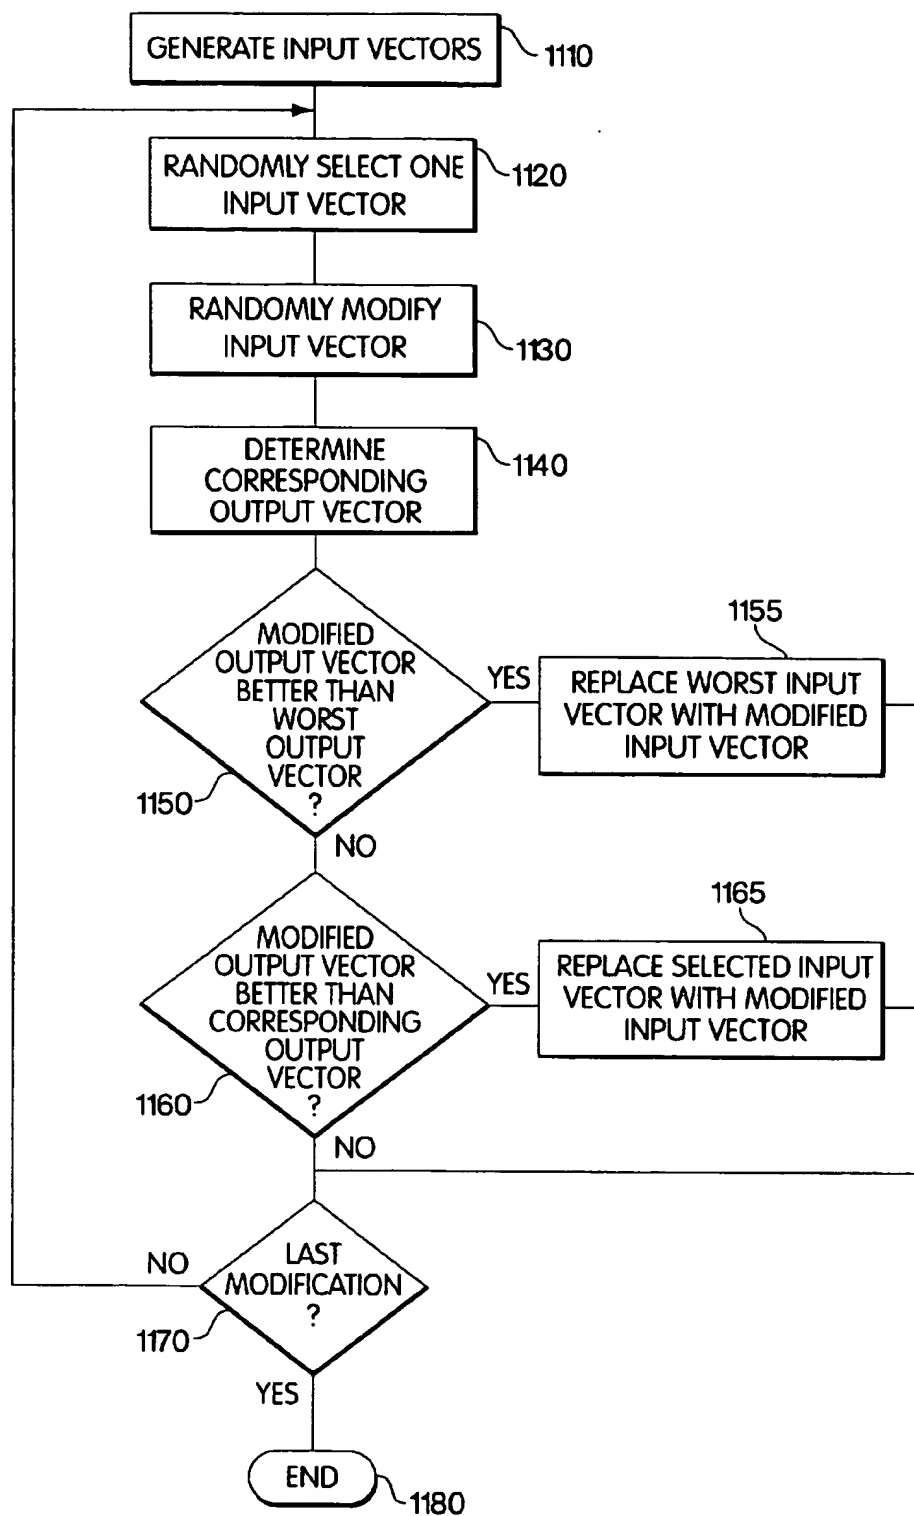 GENERATE INPUT VECTORS
1110
RANDOMLY SELECT ONE
INPUT VECTOR
1120
RANDOMLY MODIFY
INPUT VECTOR
1130
DETERMINE
CORRESPONDING
OUTPUT VECTOR
1140
MODIFIED
OUTPUT VECTOR
BETTER THAN
WORST
OUTPUT
VECTOR
?
1150
YES
1155
REPLACE WORST INPUT
VECTOR WITH MODIFIED
INPUT VECTOR
NO
MODIFIED
OUTPUT VECTOR
BETTER THAN
CORRESPONDING
OUTPUT
VECTOR
?
1160
YES
1165
REPLACE SELECTED INPUT
VECTOR WITH MODIFIED
INPUT VECTOR
NO
LAST
MODIFICATION
?
1170
NO
YES
END
1180